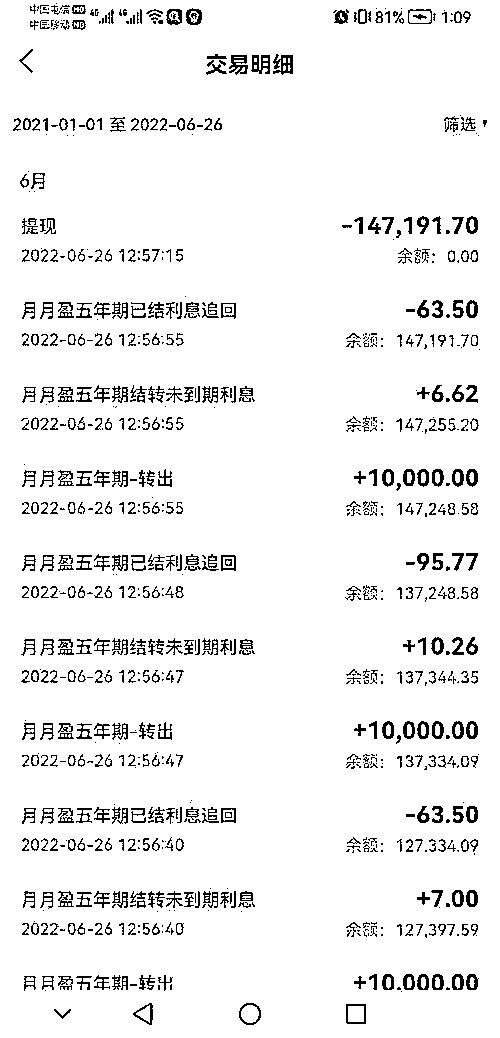 中国电信HD 4G 81% 1:09
中国移动HD 4G
交易明细
2021-01-01 至 2022-06-26 筛选
6月
提现 -147,191.70
2022-06-26 12:57:15 余额：0.00
月月盈五年期已结利息追回 -63.50
2022-06-26 12:56:55 余额：147,191.70
月月盈五年期结转未到期利息 +6.62
2022-06-26 12:56:55 余额：147,255.20
月月盈五年期-转出 +10,000.00
2022-06-26 12:56:55 余额：147,248.58
月月盈五年期已结利息追回 -95.77
2022-06-26 12:56:48 余额：137,248.58
月月盈五年期结转未到期利息 +10.26
2022-06-26 12:56:47 余额：137,344.35
月月盈五年期-转出 +10,000.00
2022-06-26 12:56:47 余额：137,334.09
月月盈五年期已结利息追回 -63.50
2022-06-26 12:56:40 余额：127,334.09
月月盈五年期结转未到期利息 +7.00
2022-06-26 12:56:40 余额：127,397.59
月月盈五年期-转出 +10,000.00